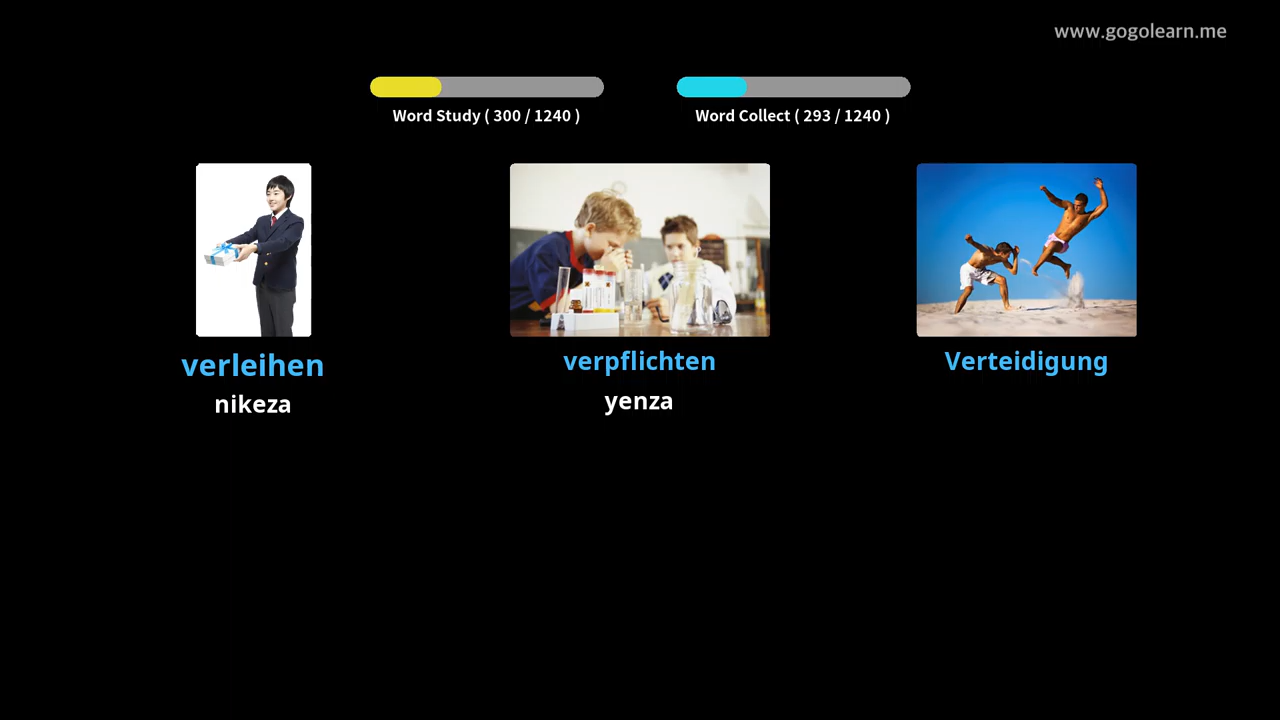 www.gogolearn.me
Word Study ( 300 / 1240 )
Word Collect ( 293 / 1240 )
verleihen
nikeza
verpflichten
yenza
Verteidigung